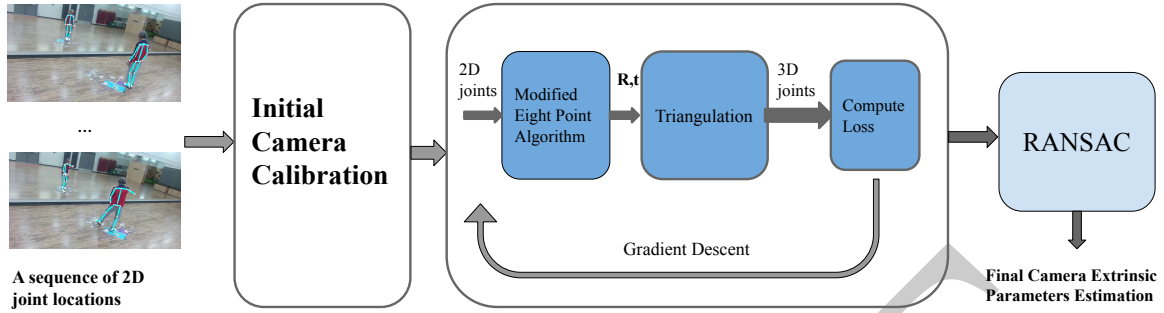 ...
A sequence of 2D
joint locations
Initial
Camera
Calibration
2D
joints
Modified
Eight Point
Algorithm
R,t
Triangulation
3D
joints
Compute
Loss
Gradient Descent
RANSAC
Final Camera Extrinsic
Parameters Estimation